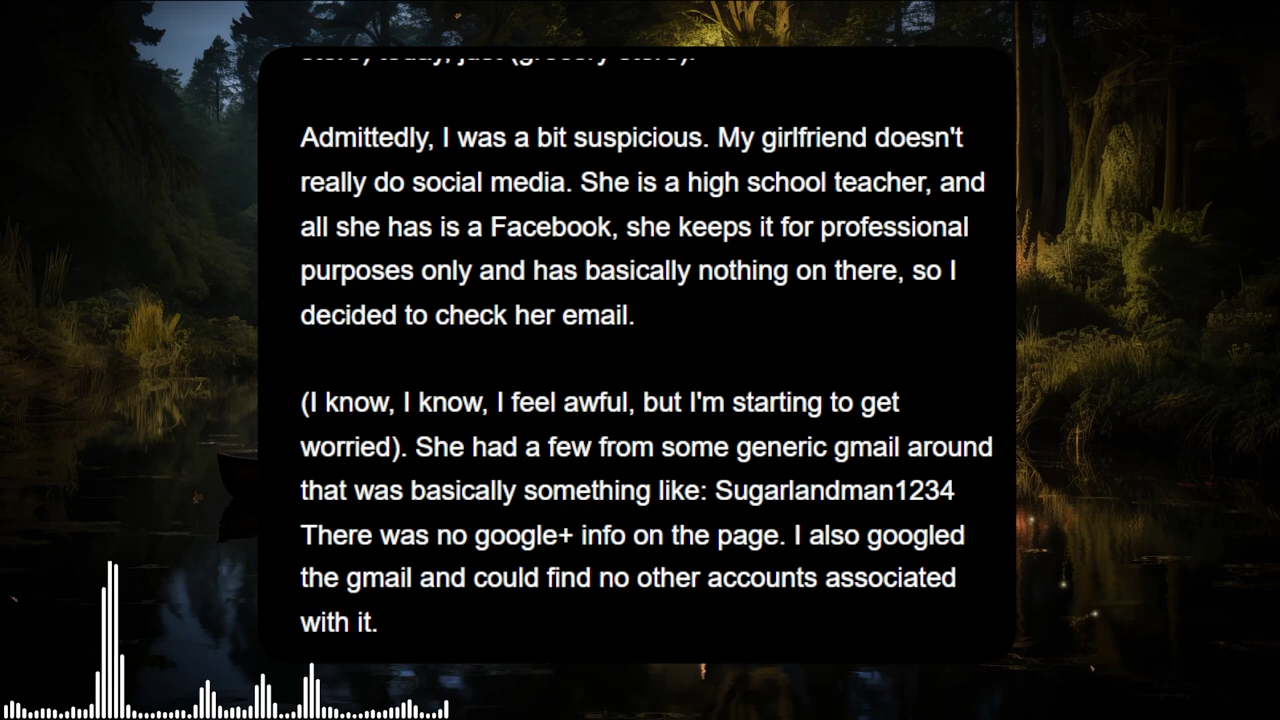 Admittedly, I was a bit suspicious. My girlfriend doesn't
really do social media. She is a high school teacher, and
all she has is a Facebook, she keeps it for professional
purposes only and has basically nothing on there, so I
decided to check her email.
(I know, I know, I feel awful, but I'm starting to get
worried). She had a few from some generic gmail around
that was basically something like: Sugarlandman1234
There was no google+ info on the page. I also googled
the gmail and could find no other accounts associated
with it.